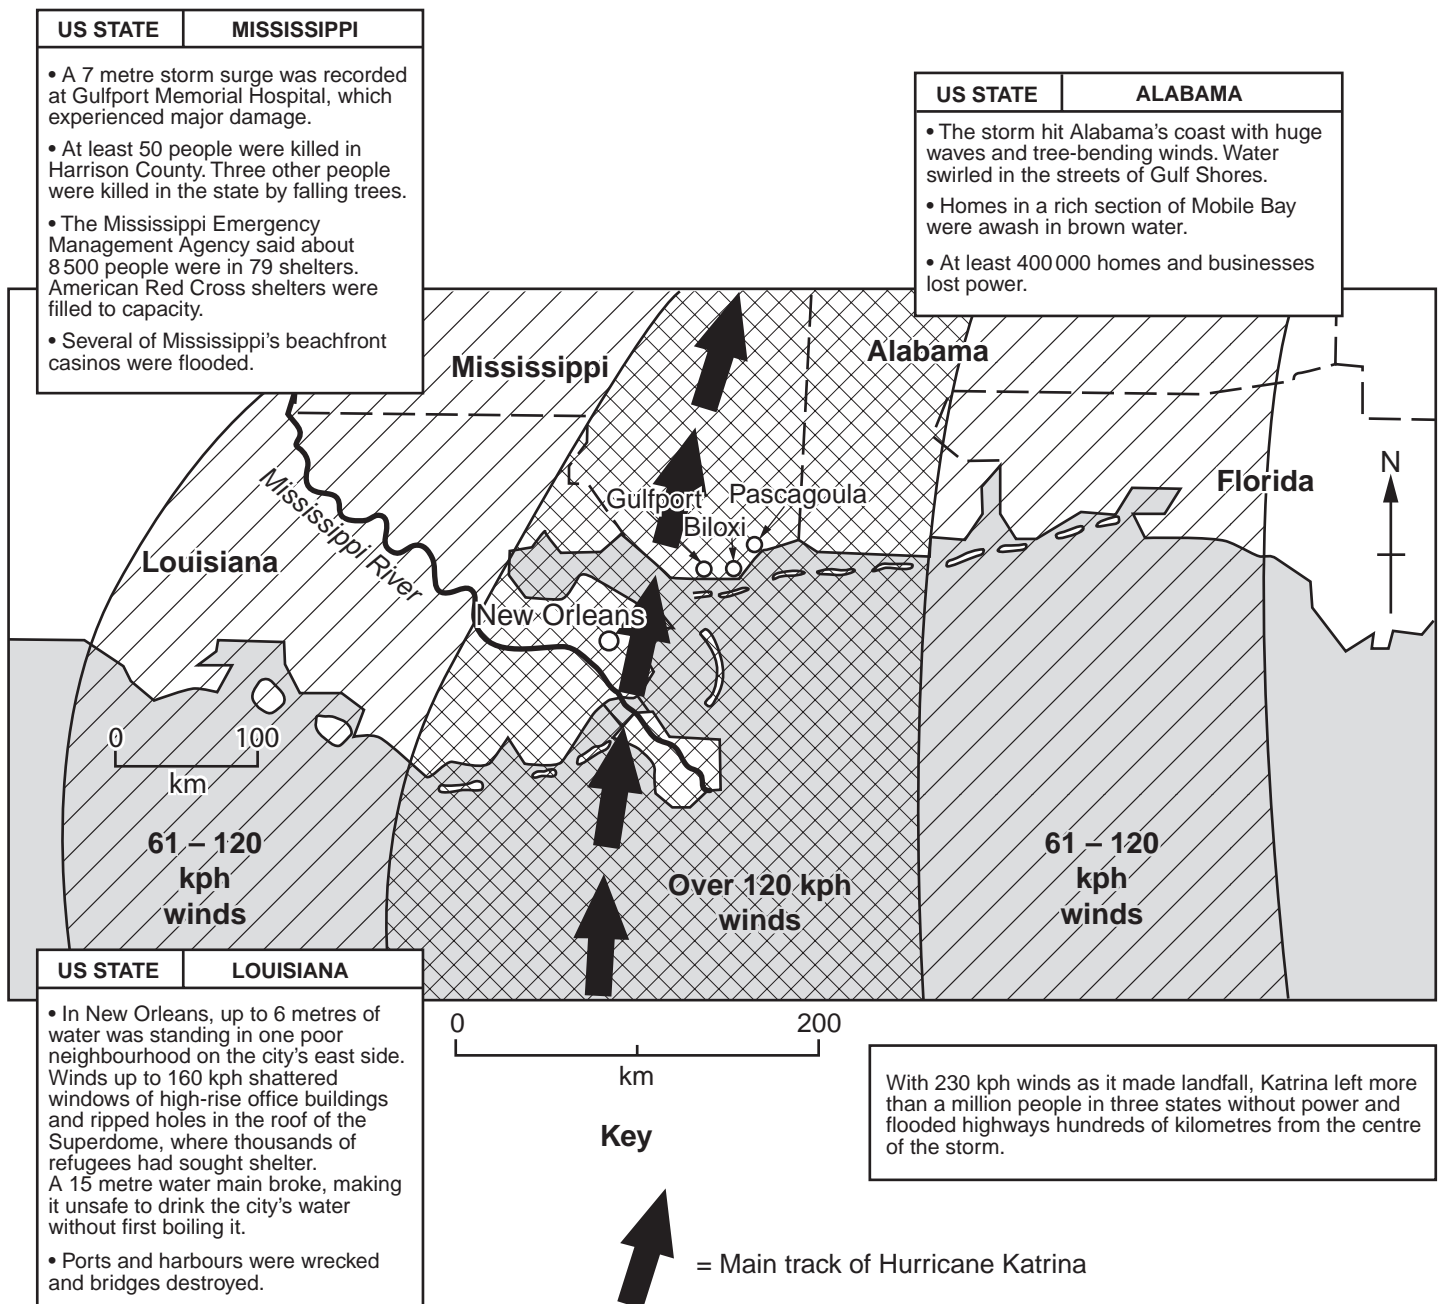 US STATE MISSISSIPPI
• A 7 metre storm surge was recorded
at Gulfport Memorial Hospital, which
experienced major damage.
• At least 50 people were killed in
Harrison County. Three other people
were killed in the state by falling trees.
• The Mississippi Emergency
Management Agency said about
8 500 people were in 79 shelters.
American Red Cross shelters were
filled to capacity.
• Several of Mississippi’s beachfront
casinos were flooded.
US STATE ALABAMA
• The storm hit Alabama’s coast with huge
waves and tree-bending winds. Water
swirled in the streets of Gulf Shores.
• Homes in a rich section of Mobile Bay
were awash in brown water.
• At least 400 000 homes and businesses
lost power.
Mississippi
Alabama
Florida
N
Mississippi River
Gulfport
Pascagoula
Biloxi
Louisiana
New Orleans
0 100
km
61 – 120
kph
winds
Over 120 kph
winds
61 – 120
kph
winds
US STATE LOUISIANA
• In New Orleans, up to 6 metres of
water was standing in one poor
neighbourhood on the city’s east side.
Winds up to 160 kph shattered
windows of high-rise office buildings
and ripped holes in the roof of the
Superdome, where thousands of
refugees had sought shelter.
A 15 metre water main broke, making
it unsafe to drink the city’s water
without first boiling it.
• Ports and harbours were wrecked
and bridges destroyed.
0 200
km
With 230 kph winds as it made landfall, Katrina left more
than a million people in three states without power and
flooded highways hundreds of kilometres from the centre
of the storm.
Key
= Main track of Hurricane Katrina